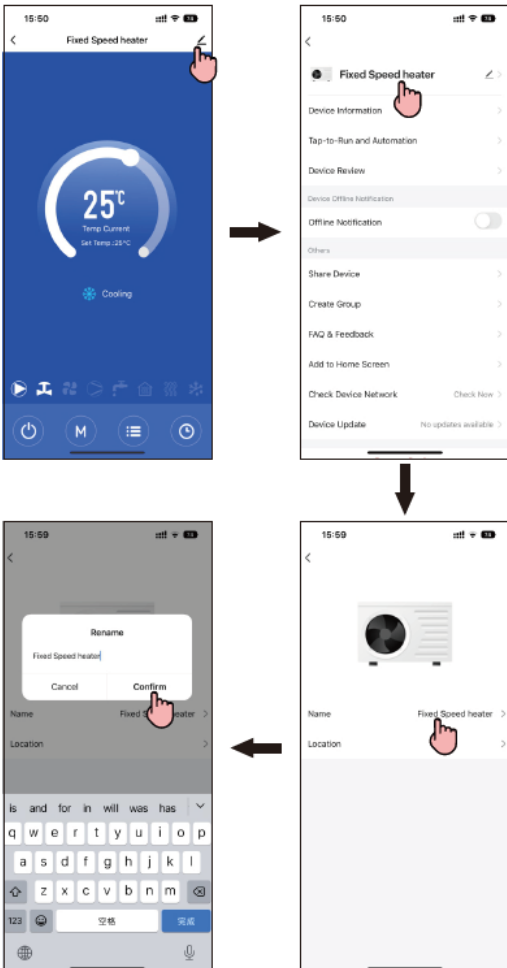 15:50
Fixed Speed heater
25℃
Temp Current
Set Temp :25℃
Cooling
M
15:50
Fixed Speed heater
Device Information
Tap-to-Run and Automation
Device Review
Device Offline Notification
Offline Notification
Others
Share Device
Create Group
FAQ & Feedback
Add to Home Screen
Check Device Network Check Now
Device Update No updates available
15:59
Rename
Fixed Speed heater
Cancel Confirm
Name Fixed S eater
Location
is and for in will was has
q w e r t y u i o p
a s d f g h j k l
z x c v b n m
123 空格 完成
15:59
Name Fixed Speed heater
Location